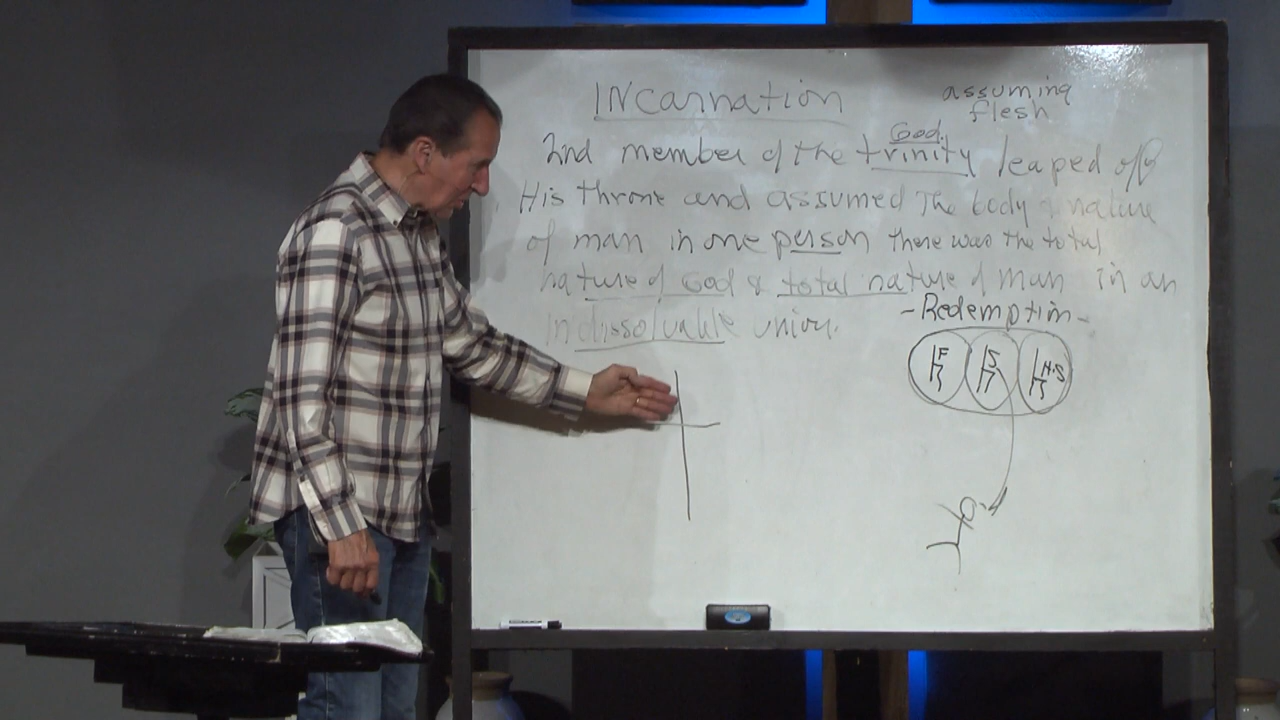 Incarnation
assuming
flesh
God.
2nd member of the trinity leaped off
His throne and assumed The body & nature
of man in one person there was the total
nature of God & total nature of man in an
indissolvable union.
-Redemption-
F S H.S